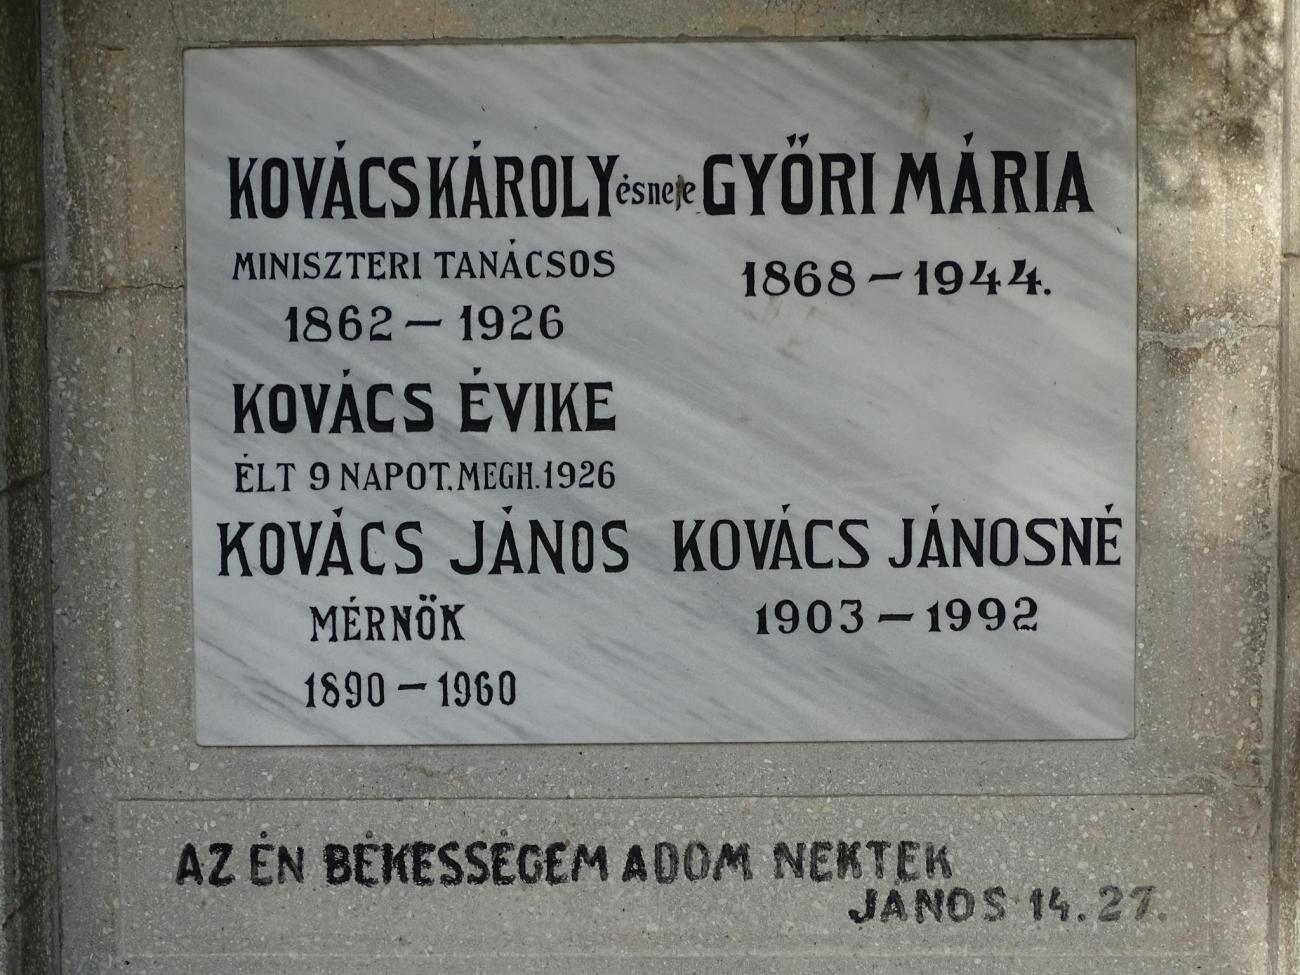 KOVÁCS KÁROLY és neje GYŐRI MÁRIA
MINISZTERI TANÁCSOS
1862 – 1926
1868 – 1944.
KOVÁCS ÉVIKE
ÉLT 9 NAPOT. MEGH. 1926
KOVÁCS JÁNOS
MÉRNÖK
1890 – 1960
KOVÁCS JÁNOSNÉ
1903 – 1992
AZ ÉN BÉKESSÉGEM ADOM NEKTEK
JÁNOS 14. 27.